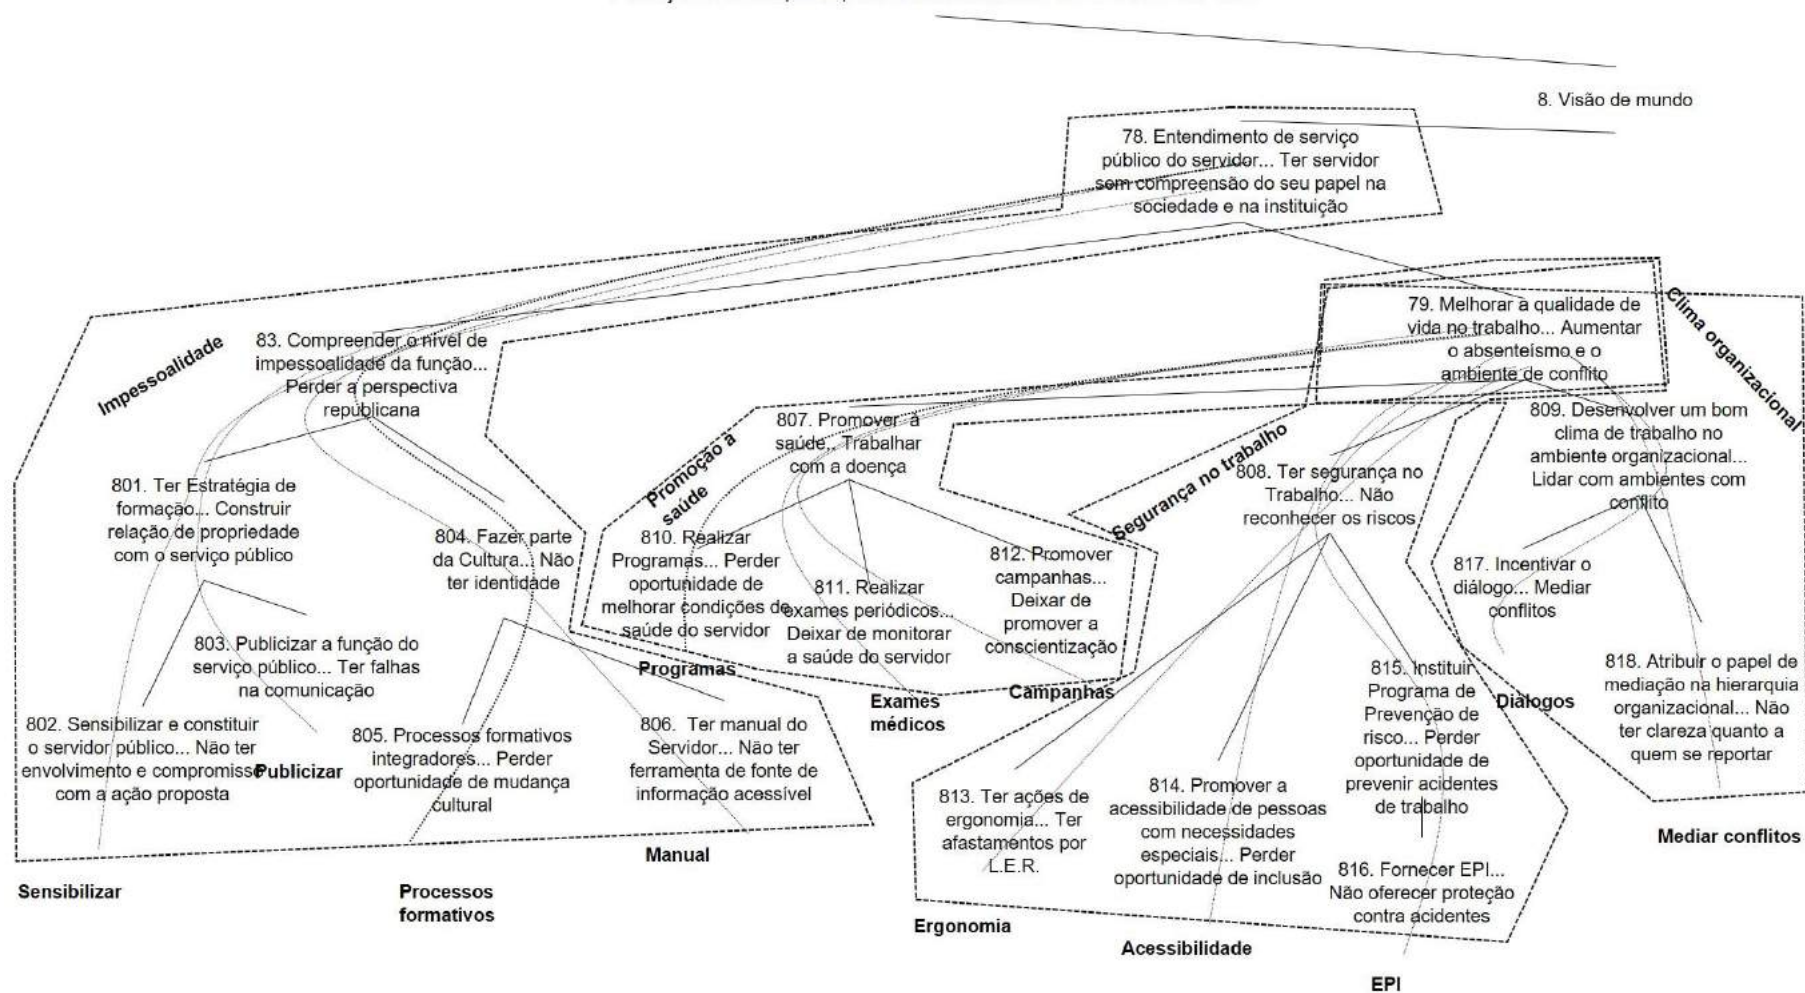 8. Visão de mundo
78. Entendimento de serviço
público do servidor... Ter servidor
sem compreensão do seu papel na
sociedade e na instituição
79. Melhorar a qualidade de
vida no trabalho... Aumentar
o absenteísmo e o
ambiente de conflito
Clima organizacional
Impessoalidade
83. Compreender o nível de
impessoalidade da função...
Perder a perspectiva
republicana
801. Ter Estratégia de
formação... Construir
relação de propriedade
com o serviço público
804. Fazer parte
da Cultura... Não
ter identidade
803. Publicizar a função do
serviço público... Ter falhas
na comunicação
802. Sensibilizar e constituir
o servidor público... Não ter
envolvimento e compromisso
com a ação proposta
Publicizar
805. Processos formativos
integradores... Perder
oportunidade de mudança
cultural
806. Ter manual do
Servidor... Não ter
ferramenta de fonte de
informação acessível
Sensibilizar
Processos
formativos
Manual
Promoção à
saúde
807. Promover a
saúde... Trabalhar
com a doença
810. Realizar
Programas... Perder
oportunidade de
melhorar condições de
saúde do servidor
Programas
811. Realizar
exames periódicos...
Deixar de monitorar
a saúde do servidor
Exames
médicos
812. Promover
campanhas...
Deixar de
promover a
conscientização
Campanhas
Segurança no trabalho
808. Ter segurança no
Trabalho... Não
reconhecer os riscos
813. Ter ações de
ergonomia... Ter
afastamentos por
L.E.R.
Ergonomia
814. Promover a
acessibilidade de pessoas
com necessidades
especiais... Perder
oportunidade de inclusão
Acessibilidade
815. Instituir
Programa de
Prevenção de
risco... Perder
oportunidade de
prevenir acidentes
de trabalho
816. Fornecer EPI...
Não oferecer proteção
contra acidentes
EPI
809. Desenvolver um bom
clima de trabalho no
ambiente organizacional...
Lidar com ambientes com
conflito
817. Incentivar o
diálogo... Mediar
conflitos
Diálogos
818. Atribuir o papel de
mediação na hierarquia
organizacional... Não
ter clareza quanto a
quem se reportar
Mediar conflitos